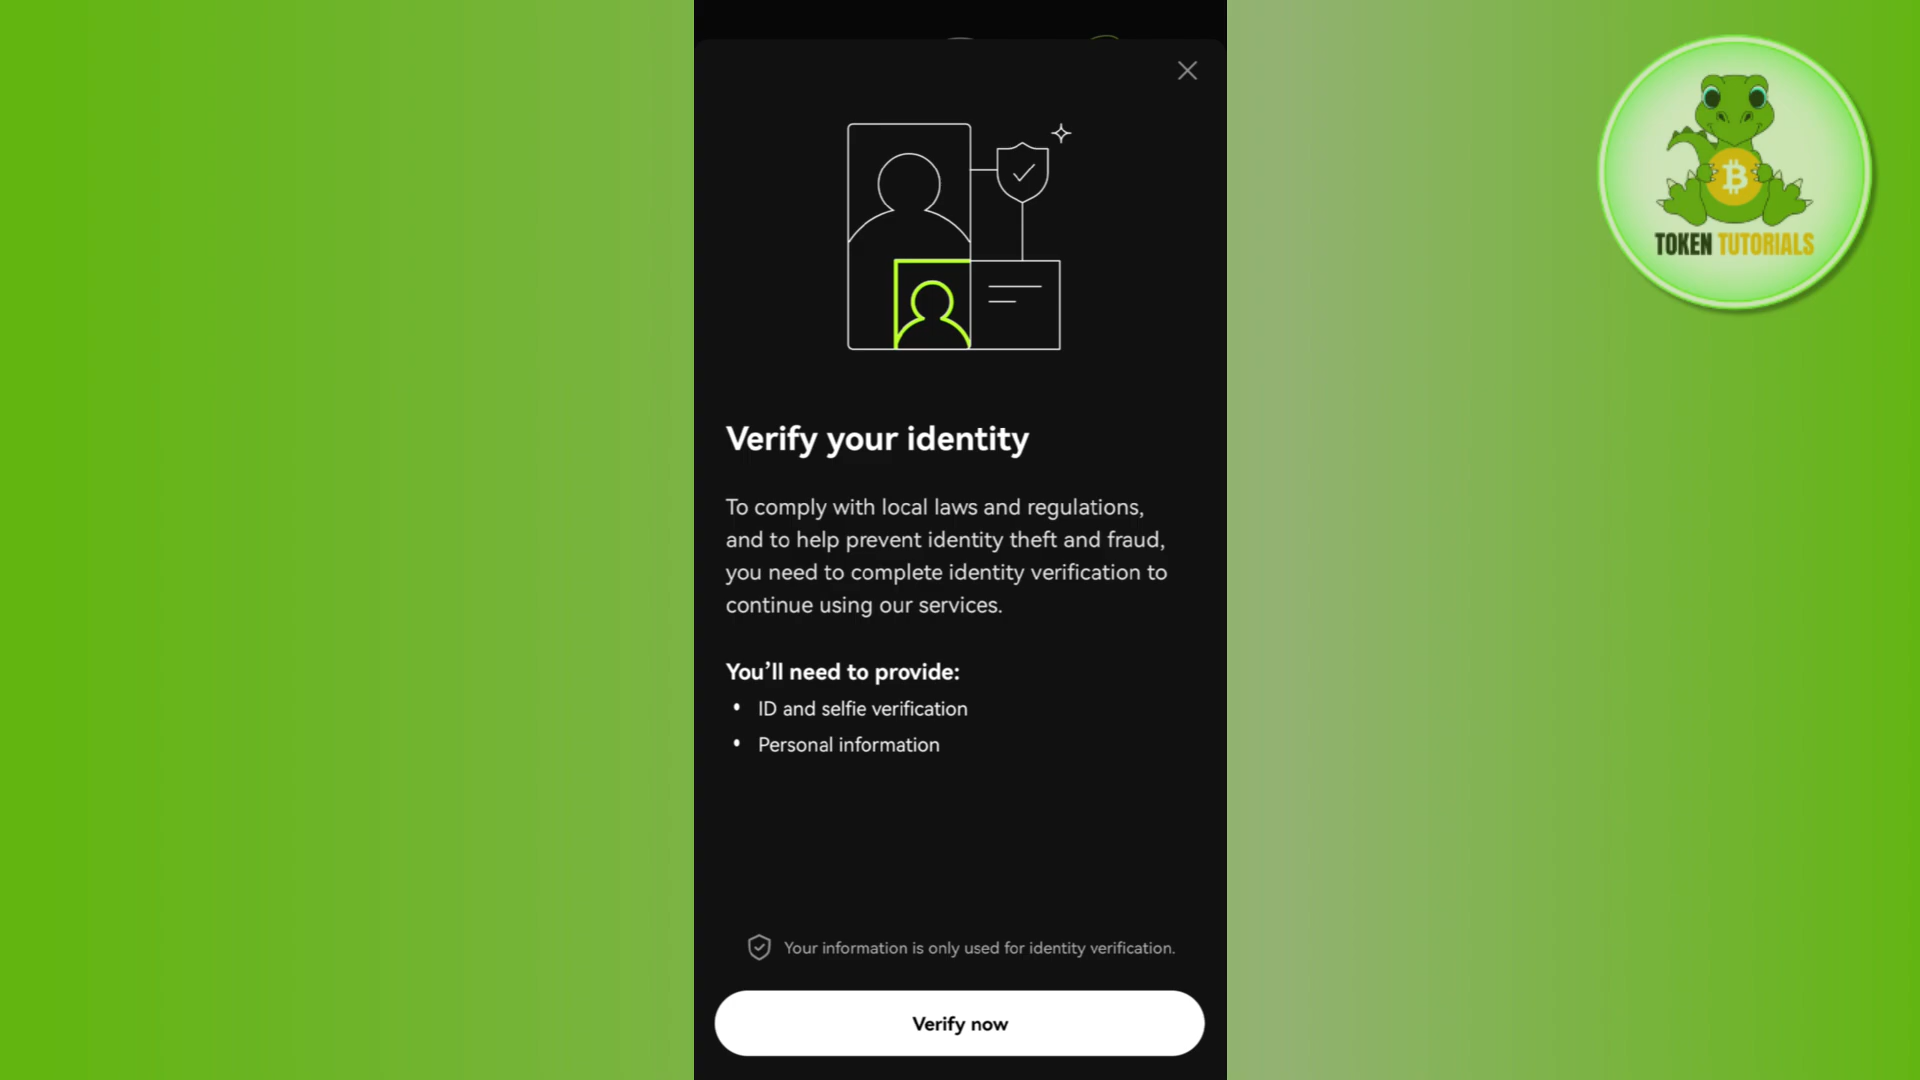 TOKEN TUTORIALS
Verify your identity
To comply with local laws and regulations,
and to help prevent identity theft and fraud,
you need to complete identity verification to
continue using our services.
You’ll need to provide:
• ID and selfie verification
• Personal information
Your information is only used for identity verification.
Verify now